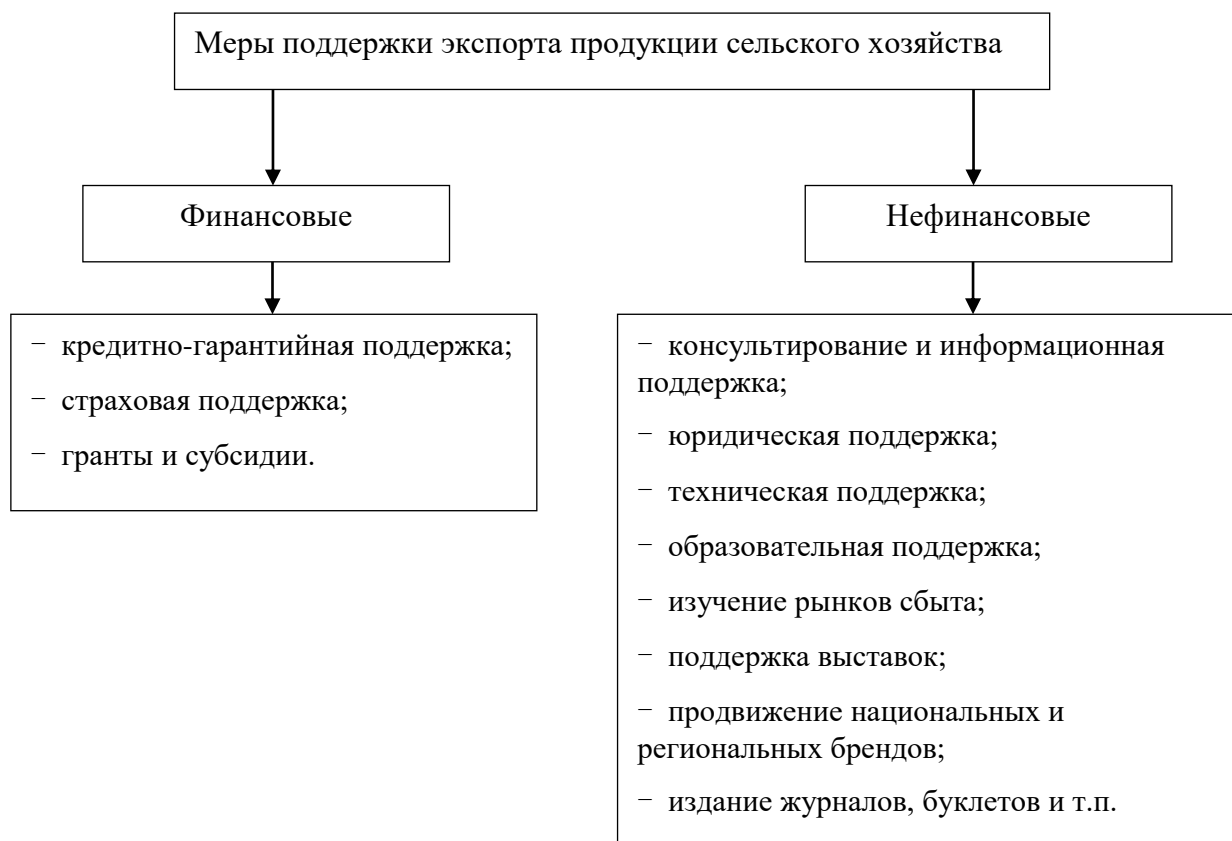 Меры поддержки экспорта продукции сельского хозяйства
Финансовые
Нефинансовые
− кредитно-гарантийная поддержка;
− страховая поддержка;
− гранты и субсидии.
− консультирование и информационная
поддержка;
− юридическая поддержка;
− техническая поддержка;
− образовательная поддержка;
− изучение рынков сбыта;
− поддержка выставок;
− продвижение национальных и
региональных брендов;
− издание журналов, буклетов и т.п.